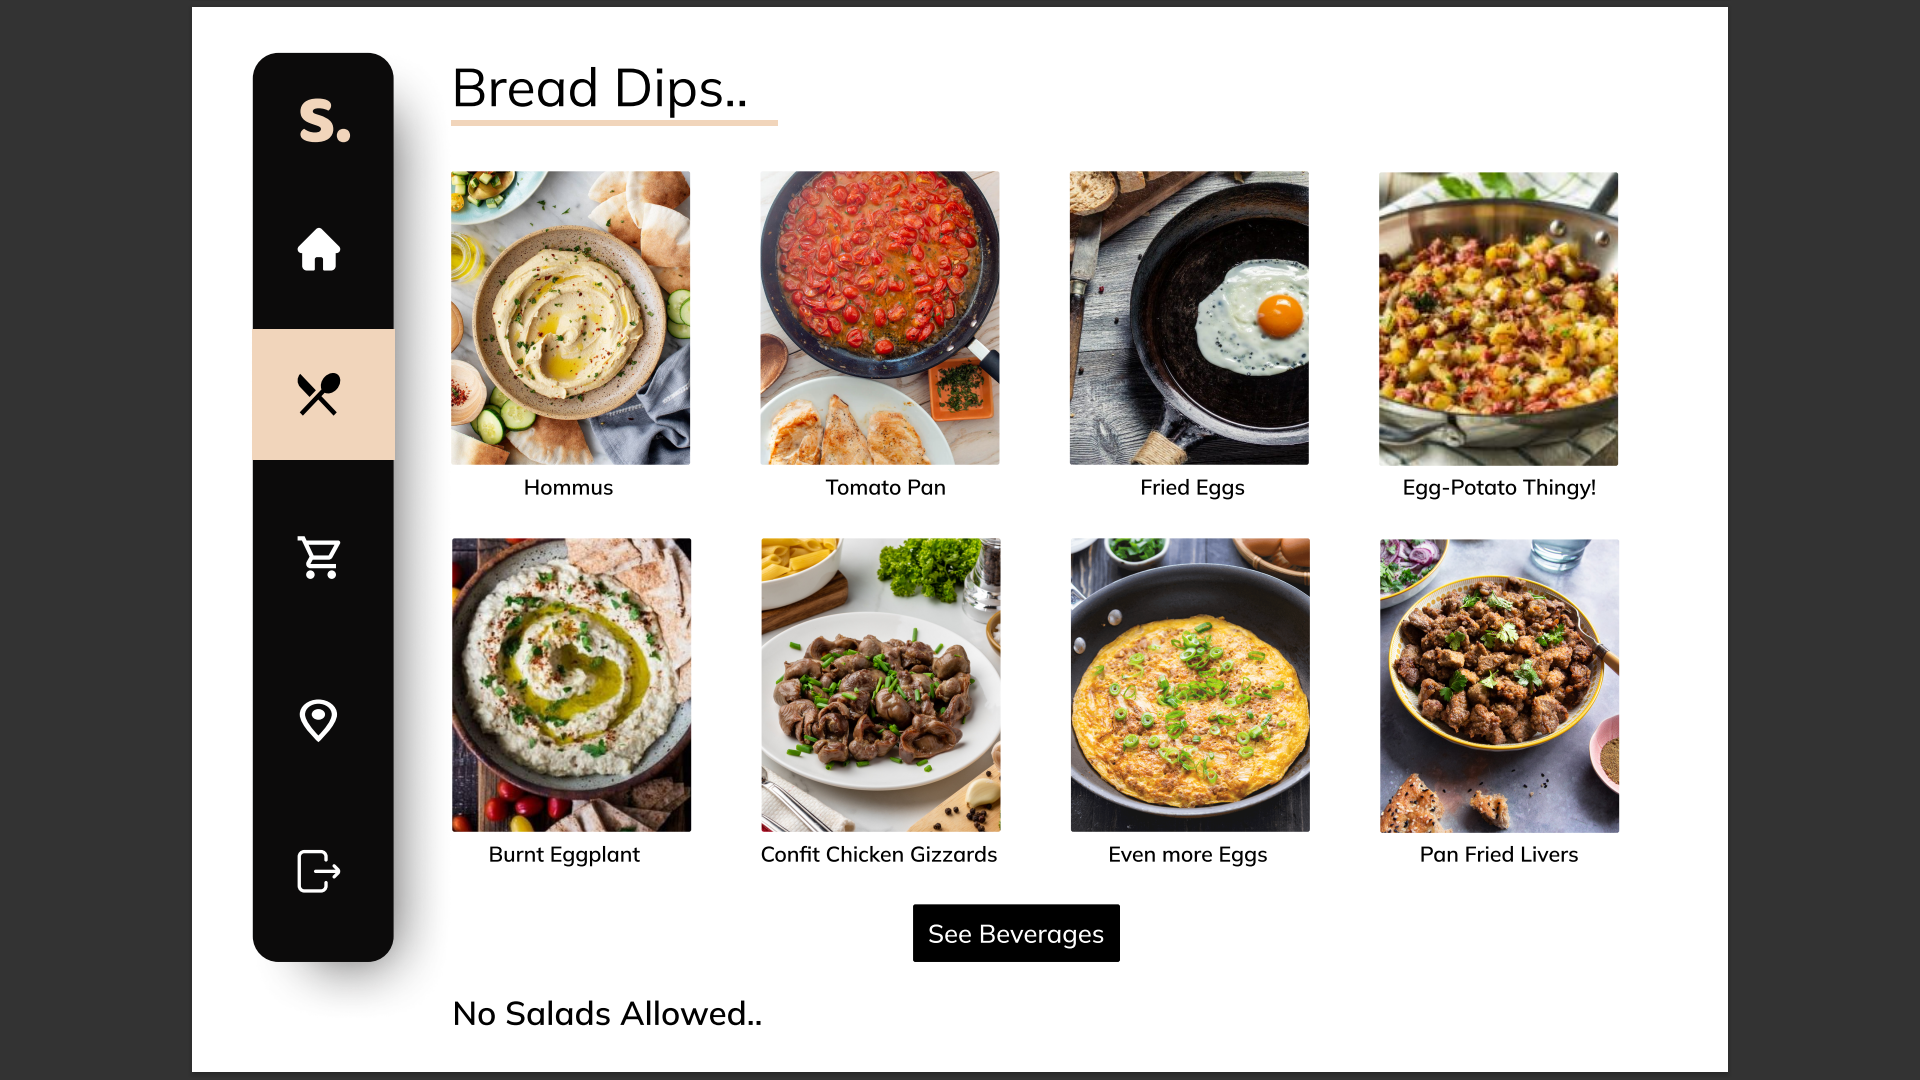 s.
Bread Dips..
Hommus
Tomato Pan
Fried Eggs
Egg-Potato Thingy!
Burnt Eggplant
Confit Chicken Gizzards
Even more Eggs
Pan Fried Livers
See Beverages
No Salads Allowed..